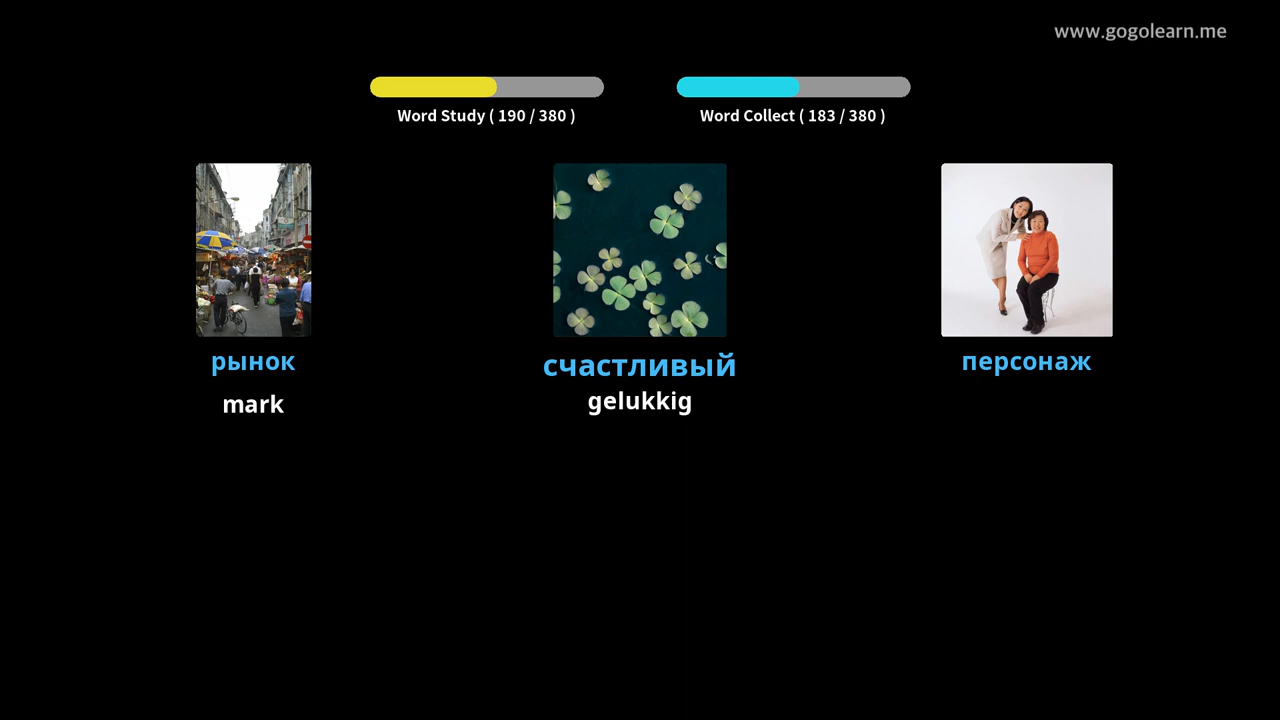 www.gogolearn.me
Word Study ( 190 / 380 )
Word Collect ( 183 / 380 )
рынок
счастливый
персонаж
mark
gelukkig